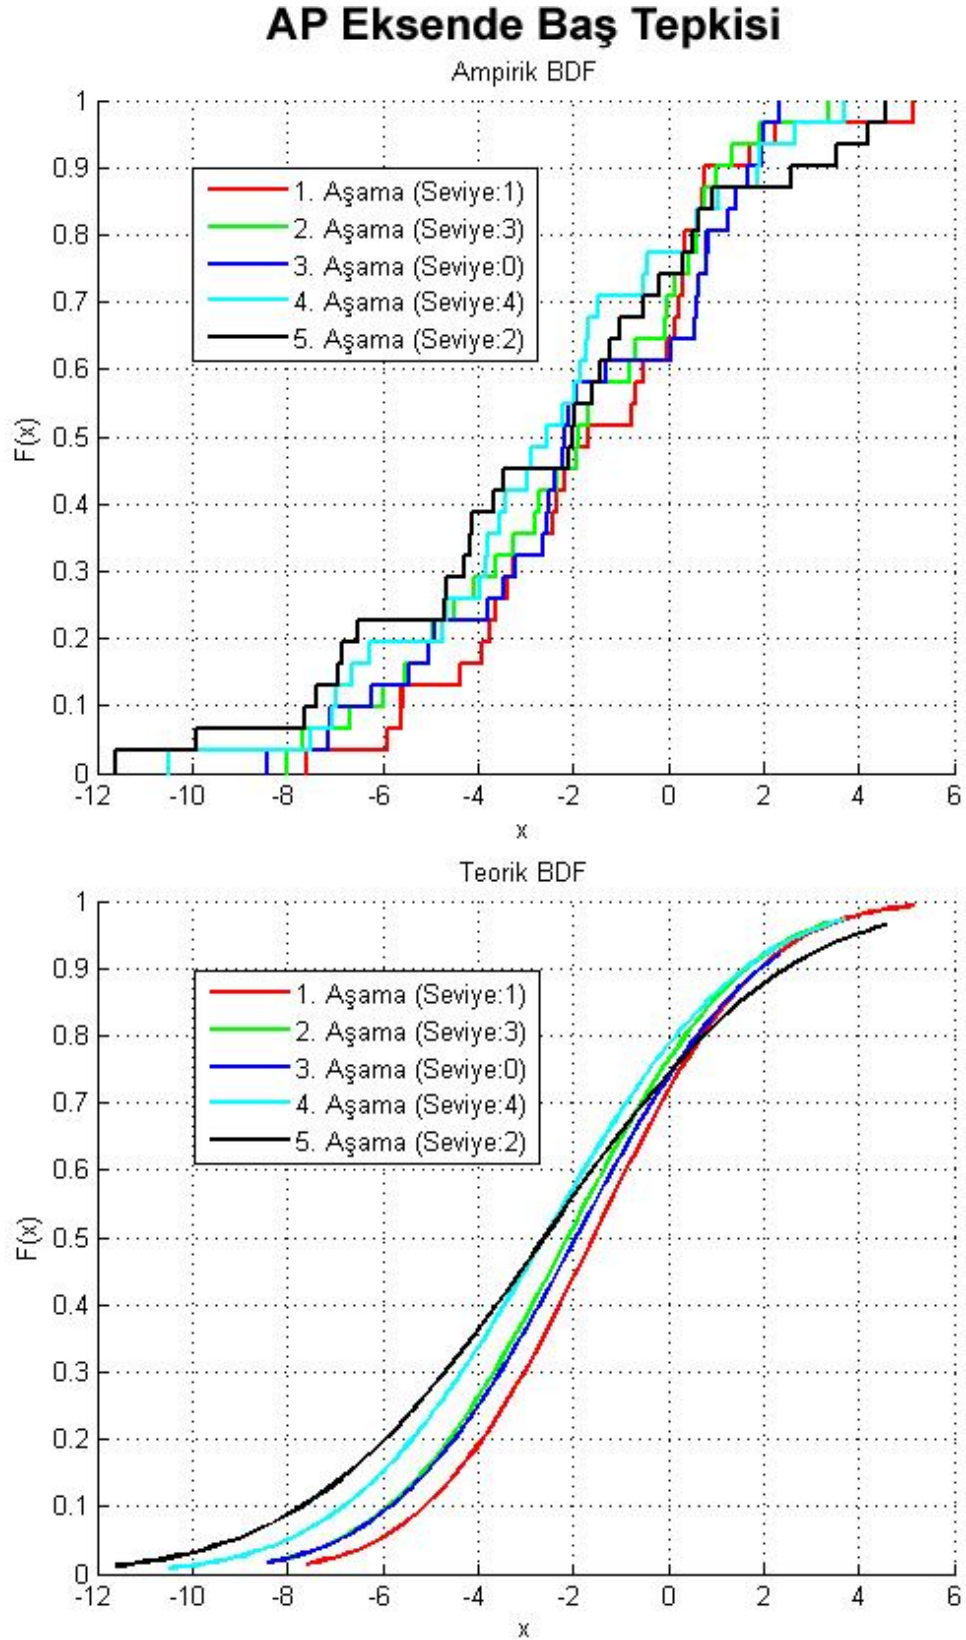 AP Eksende Baş Tepkisi
Ampirik BDF
1
0.9
0.8
0.7
0.6
0.5
0.4
0.3
0.2
0.1
0
F(x)
1. Aşama (Seviye:1)
2. Aşama (Seviye:3)
3. Aşama (Seviye:0)
4. Aşama (Seviye:4)
5. Aşama (Seviye:2)
-12 -10 -8 -6 -4 -2 0 2 4 6
x
Teorik BDF
1
0.9
0.8
0.7
0.6
0.5
0.4
0.3
0.2
0.1
0
F(x)
1. Aşama (Seviye:1)
2. Aşama (Seviye:3)
3. Aşama (Seviye:0)
4. Aşama (Seviye:4)
5. Aşama (Seviye:2)
-12 -10 -8 -6 -4 -2 0 2 4 6
x